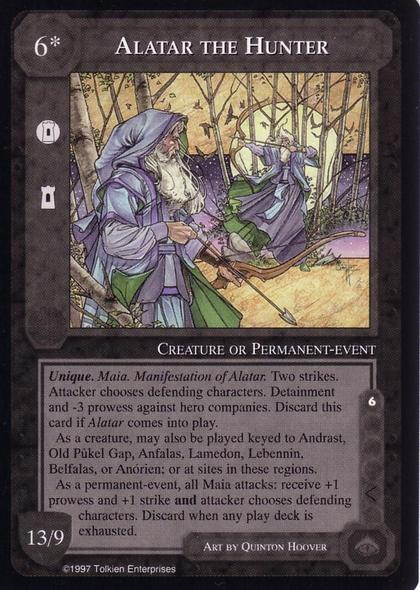 6*
ALATAR THE HUNTER
CREATURE OR PERMANENT-EVENT
Unique. Maia. Manifestation of Alatar. Two strikes.
Attacker chooses defending characters. Detainment
and -3 prowess against hero companies. Discard this
card if Alatar comes into play.
As a creature, may also be played keyed to Andrast,
Old Pûkel Gap, Anfalas, Lamedon, Lebennin,
Belfalas, or Anórien; or at sites in these regions.
As a permanent-event, all Maia attacks: receive +1
prowess and +1 strike and attacker chooses defending
characters. Discard when any play deck is
exhausted.
6
13/9
ART BY QUINTON HOOVER
©1997 Tolkien Enterprises